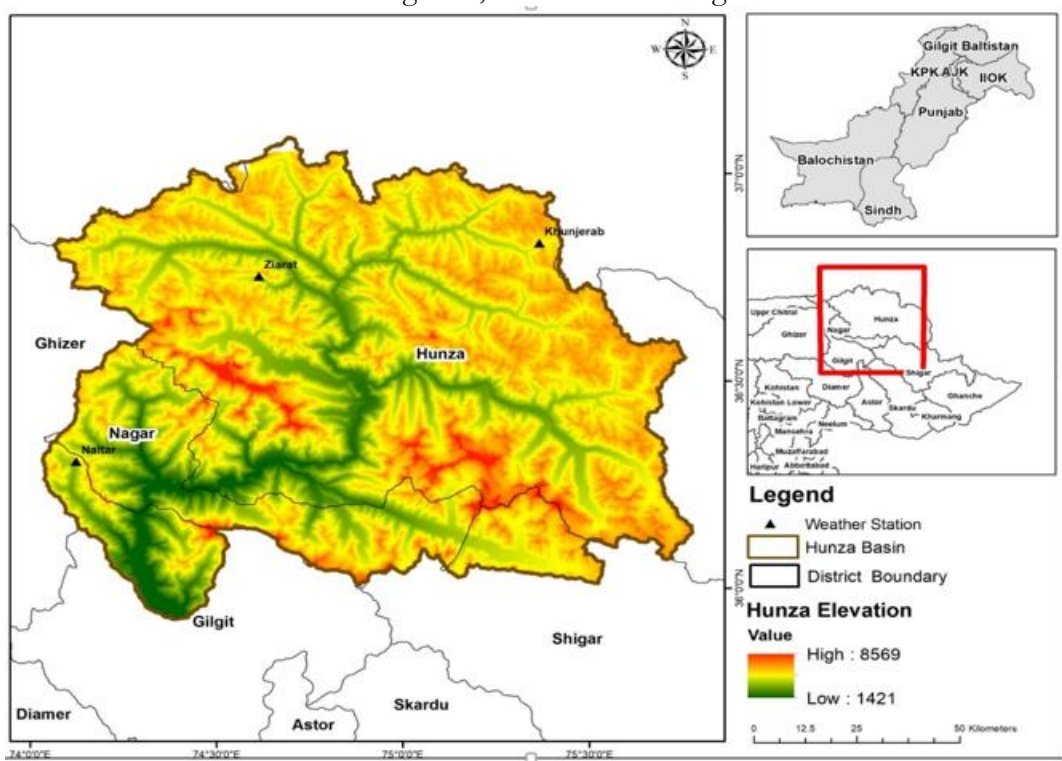 N
W E
S
Khunjerab
Ziarat
Ghizer
Hunza
Nagar
Naltar
Gilgit
Shigar
Skardu
Diamer
Astor
74°0'0"E 74°30'0"E 75°0'0"E 75°30'0"E
37°0'0"N
36°30'0"N
36°0'0"N
Gilgit Baltistan
KPK AJK IIOK
Punjab
Balochistan
Sindh
Uppr Chitral
Hunza
Ghizer
Nagar
Gilgit
Shigar
Kohistan
Diamer
Ghanche
Astor
Kohistan Lower
Skardu
Kharmang
Battagram
Neelum
Mansehra
Muzaffarabad
Haripur Abbottabad
Legend
Weather Station
Hunza Basin
District Boundary
Hunza Elevation
Value
High : 8569
Low : 1421
0 12.5 25 50 Kilometers